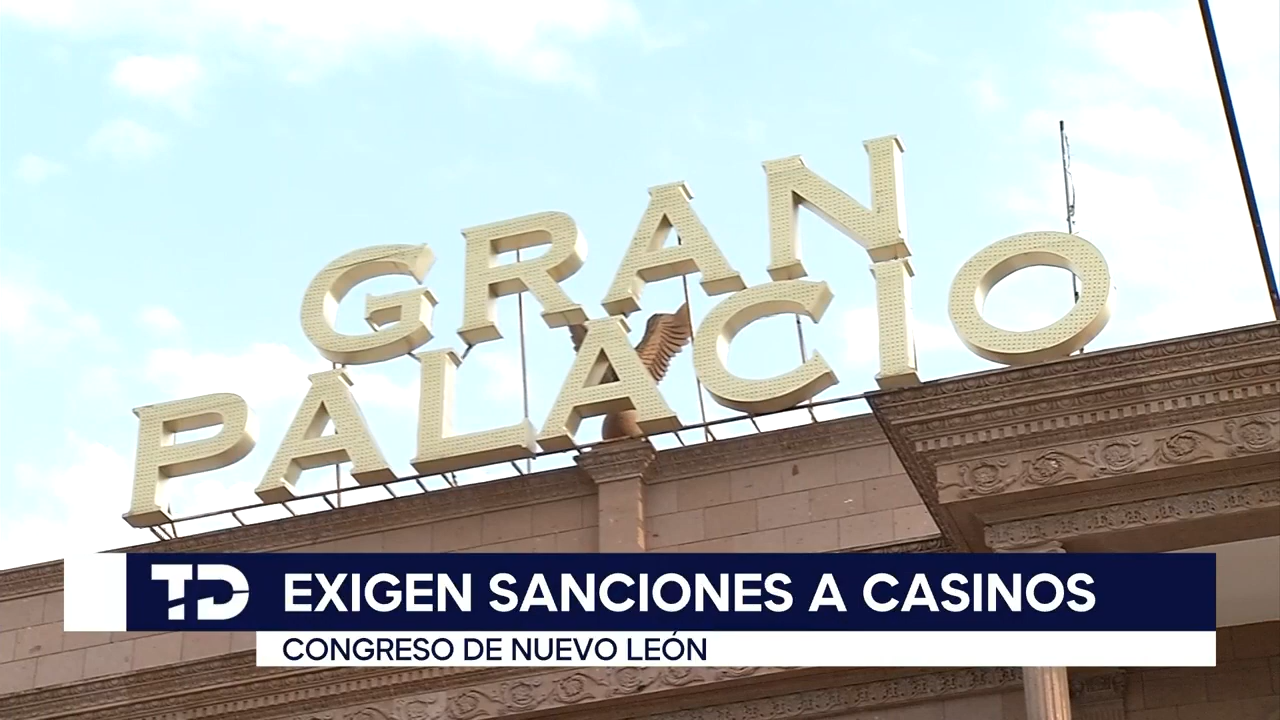 GRAN
PALACIO
TD EXIGEN SANCIONES A CASINOS
CONGRESO DE NUEVO LEÓN